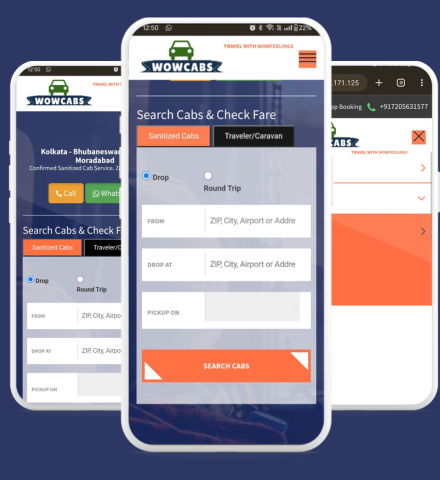 12:50
22%
TRAVEL WITH WOWFEELINGS
WOWCABS
Search Cabs & Check Fare
Sanitized Cabs
Traveler/Caravan
Drop
Round Trip
FROM
ZIP, City, Airport or Addre
DROP AT
ZIP, City, Airport or Addre
PICKUP ON
SEARCH CABS
12:50
TRAVEL WITH
WOWCABS
Kolkata - Bhubaneswa
Moradabad
Confirmed Sanitized Cab Service. Z
Call
Whats
Search Cabs & Check F
Sanitized Cabs
Traveler/C
Drop
Round Trip
FROM
ZIP, City, Airpo
DROP AT
ZIP, City, Airpo
PICKUP ON
.171.125
pp Booking
+917205631577
CABS
TRAVEL WITH WOWFEELINGS